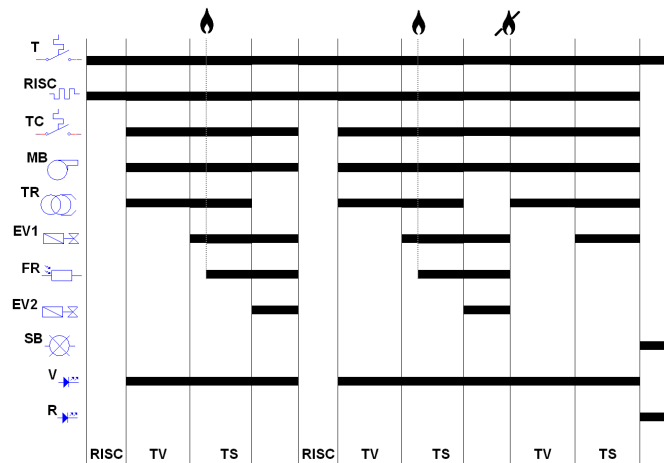 T
RISC
TC
MB
TR
EV1
FR
EV2
SB
V
R
RISC TV TS RISC TV TS TV TS